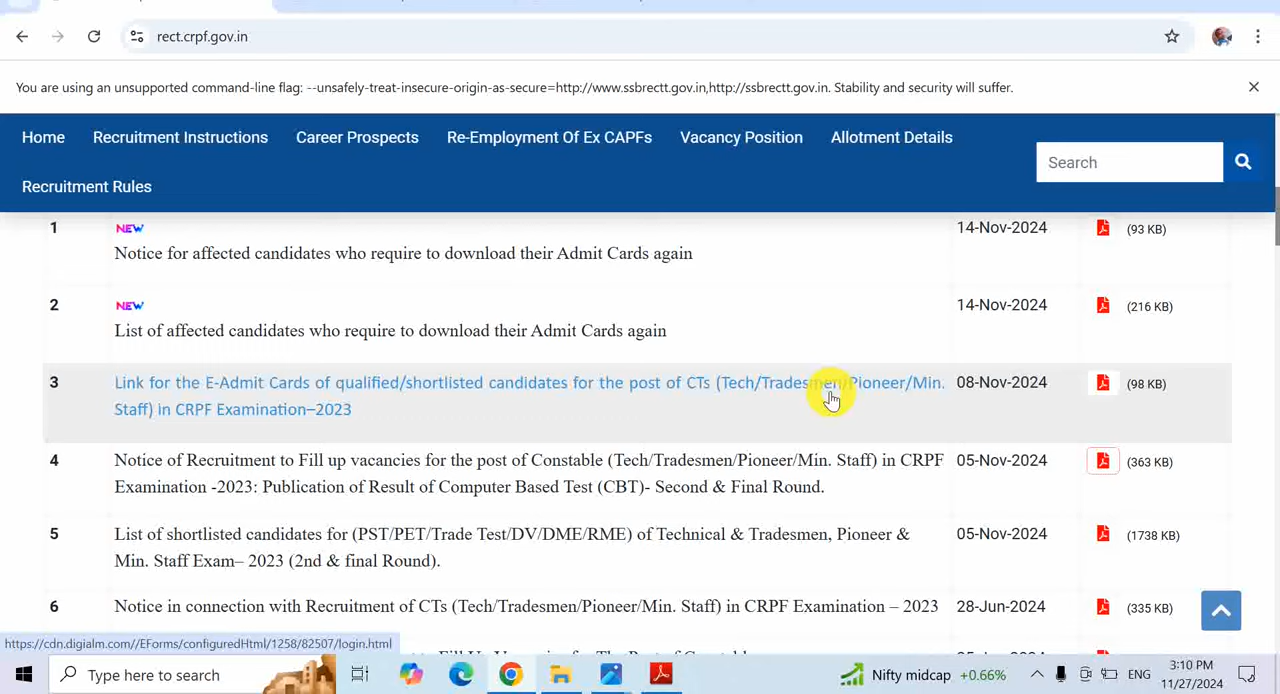 rect.crpf.gov.in
You are using an unsupported command-line flag: --unsafely-treat-insecure-origin-as-secure=http://www.ssbrectt.gov.in,http://ssbrectt.gov.in. Stability and security will suffer.
Home Recruitment Instructions Career Prospects Re-Employment Of Ex CAPFs Vacancy Position Allotment Details
Search
Recruitment Rules
1 NEW 14-Nov-2024 (93 KB)
Notice for affected candidates who require to download their Admit Cards again
2 NEW 14-Nov-2024 (216 KB)
List of affected candidates who require to download their Admit Cards again
3 Link for the E-Admit Cards of qualified/shortlisted candidates for the post of CTs (Tech/Tradesmen/Pioneer/Min. 08-Nov-2024 (98 KB)
Staff) in CRPF Examination–2023
4 Notice of Recruitment to Fill up vacancies for the post of Constable (Tech/Tradesmen/Pioneer/Min. Staff) in CRPF 05-Nov-2024 (363 KB)
Examination -2023: Publication of Result of Computer Based Test (CBT)- Second & Final Round.
5 List of shortlisted candidates for (PST/PET/Trade Test/DV/DME/RME) of Technical & Tradesmen, Pioneer & 05-Nov-2024 (1738 KB)
Min. Staff Exam– 2023 (2nd & final Round).
6 Notice in connection with Recruitment of CTs (Tech/Tradesmen/Pioneer/Min. Staff) in CRPF Examination – 2023 28-Jun-2024 (335 KB)
https://cdn.digialm.com//EForms/configuredHtml/1258/82507/login.html
Type here to search
Nifty midcap +0.66%
ENG
3:10 PM
11/27/2024